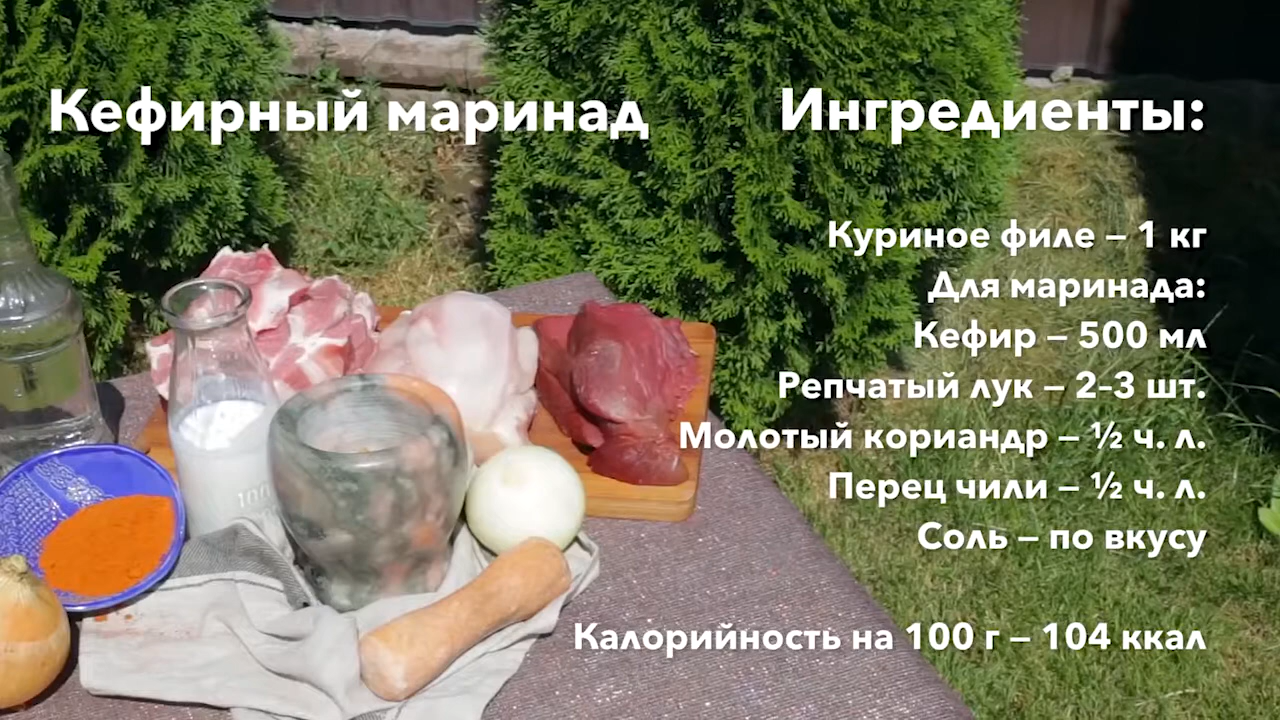 Кефирный маринад
Ингредиенты:
Куриное филе – 1 кг
Для маринада:
Кефир – 500 мл
Репчатый лук – 2-3 шт.
Молотый кориандр – ½ ч. л.
Перец чили – ½ ч. л.
Соль – по вкусу
Калорийность на 100 г – 104 ккал
100